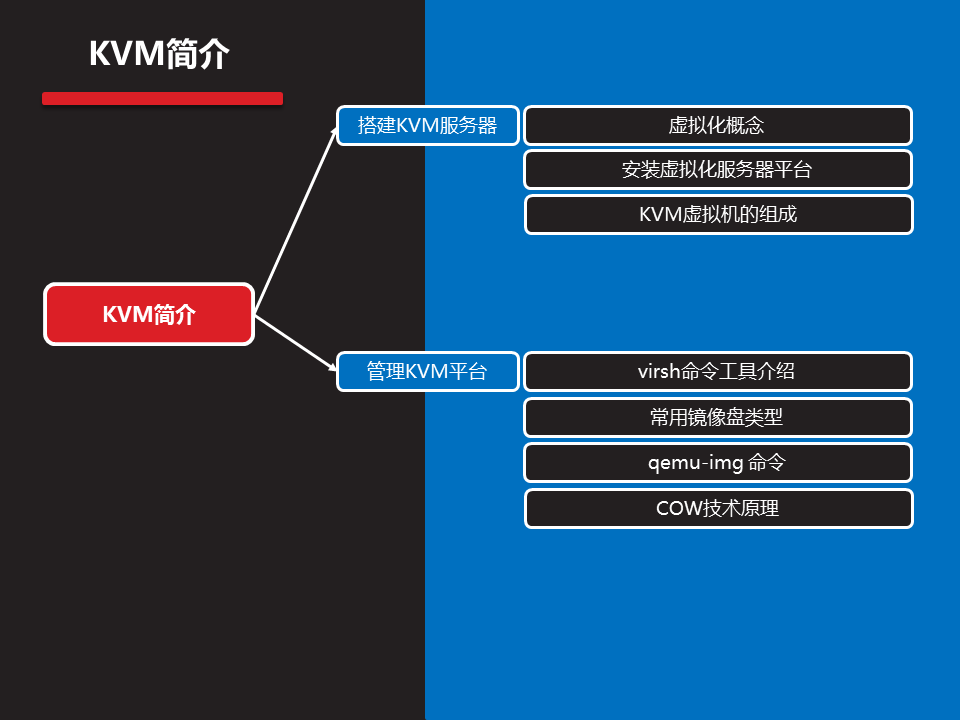 KVM简介
搭建KVM服务器
虚拟化概念
安装虚拟化服务器平台
KVM虚拟机的组成
KVM简介
管理KVM平台
virsh命令工具介绍
常用镜像盘类型
qemu-img 命令
COW技术原理